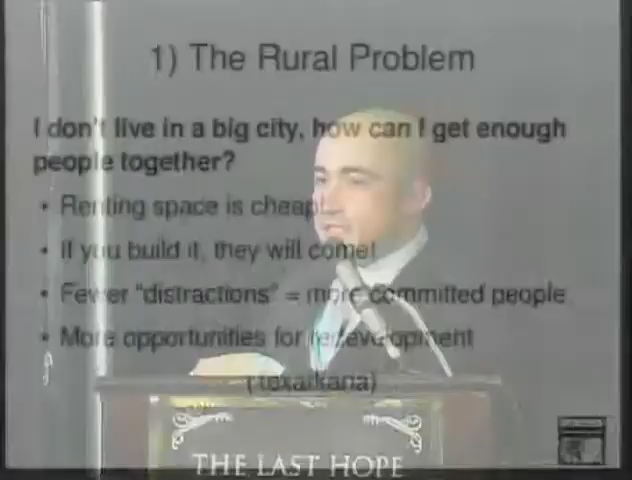 1) The Rural Problem
I don't live in a big city, how can I get enough
people together?
• Renting space is cheap!
• If you build it, they will come!
• Fewer "distractions" = more committed people
• More opportunities for redevelopment
(texarkana)
THE LAST HOPE